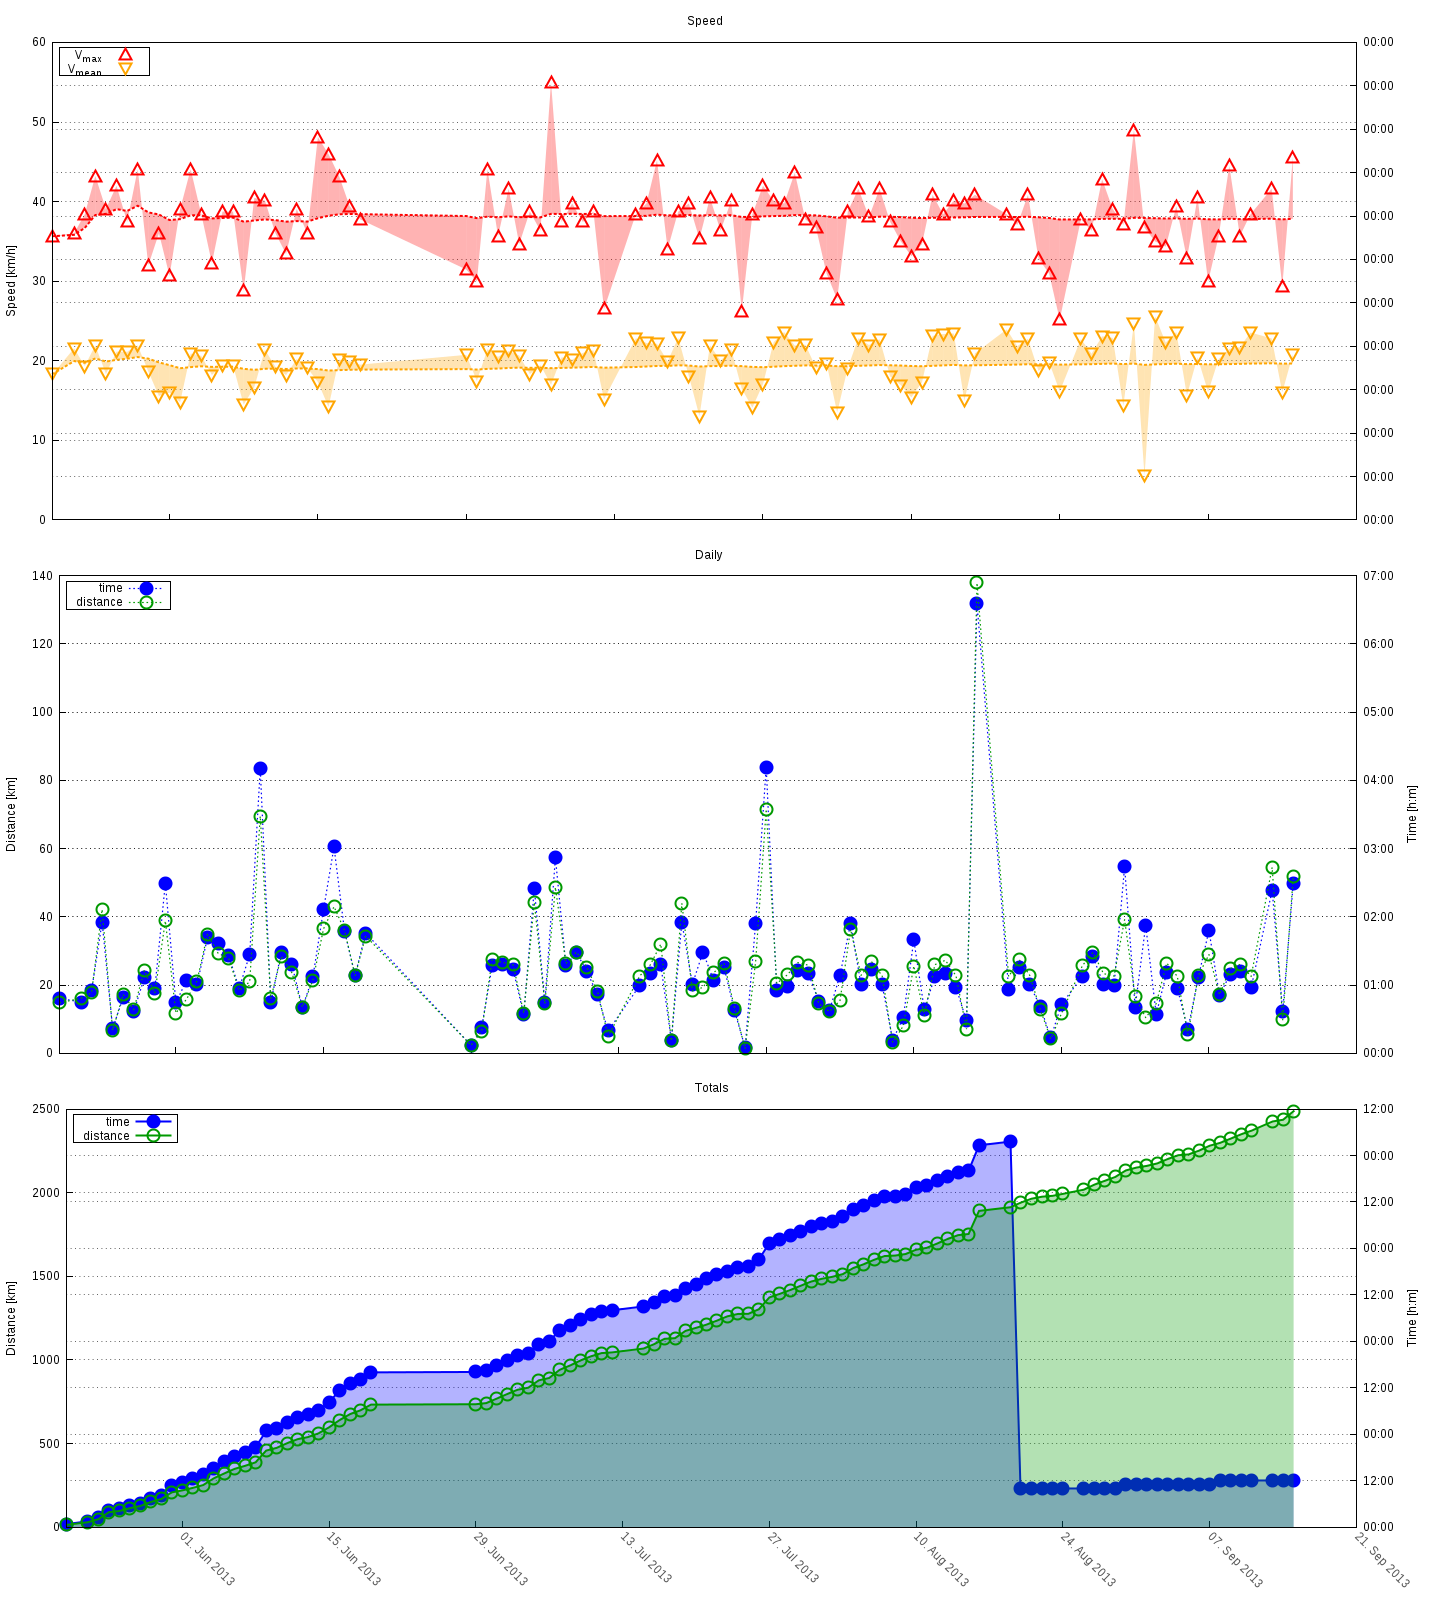 Speed
60
50
40
30
20
10
0
Speed [km/h]
Vmax
Vmean
00:00
00:00
00:00
00:00
00:00
00:00
00:00
00:00
00:00
00:00
00:00
00:00
Daily
140
120
100
80
60
40
20
0
Distance [km]
time
distance
07:00
06:00
05:00
04:00
03:00
02:00
01:00
00:00
Time [h:m]
Totals
2500
2000
1500
1000
500
0
Distance [km]
time
distance
12:00
00:00
12:00
00:00
12:00
00:00
12:00
00:00
12:00
00:00
Time [h:m]
01. Jun 2013
15. Jun 2013
29. Jun 2013
13. Jul 2013
27. Jul 2013
10. Aug 2013
24. Aug 2013
07. Sep 2013
21. Sep 2013